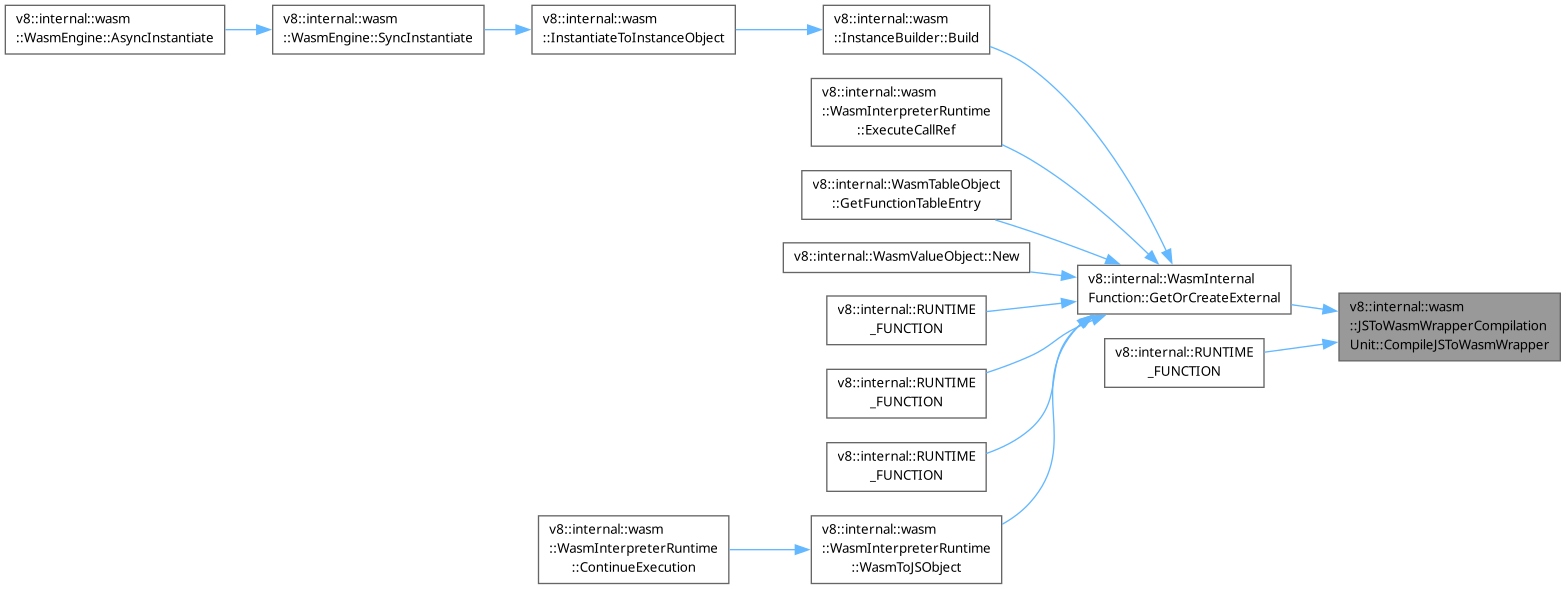 v8::internal::wasm
::WasmEngine::AsyncInstantiate
v8::internal::wasm
::WasmEngine::SyncInstantiate
v8::internal::wasm
::InstantiateToInstanceObject
v8::internal::wasm
::InstanceBuilder::Build
v8::internal::wasm
::WasmInterpreterRuntime
::ExecuteCallRef
v8::internal::WasmTableObject
::GetFunctionTableEntry
v8::internal::WasmValueObject::New
v8::internal::RUNTIME
_FUNCTION
v8::internal::RUNTIME
_FUNCTION
v8::internal::RUNTIME
_FUNCTION
v8::internal::wasm
::WasmInterpreterRuntime
::ContinueExecution
v8::internal::wasm
::WasmInterpreterRuntime
::WasmToJSObject
v8::internal::WasmInternal
Function::GetOrCreateExternal
v8::internal::RUNTIME
_FUNCTION
v8::internal::wasm
::JSToWasmWrapperCompilation
Unit::CompileJSToWasmWrapper